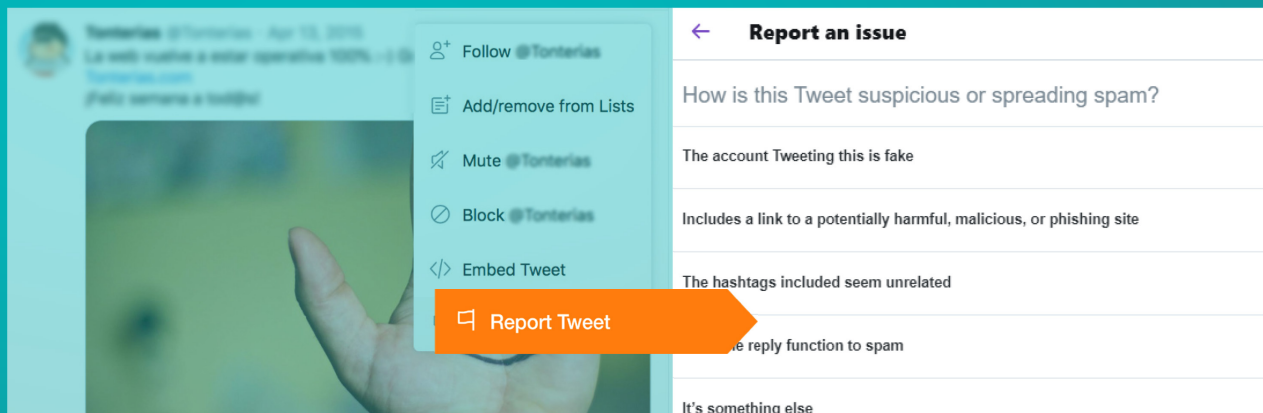 Tonterias @Tonterias · Apr 13, 2015
La web vuelve a estar operativa 100% :-)
Tonterias.com
¡Feliz semana a tod@s!
Follow @Tonterias
Add/remove from Lists
Mute @Tonterias
Block @Tonterias
Embed Tweet
Report Tweet
Report an issue
How is this Tweet suspicious or spreading spam?
The account Tweeting this is fake
Includes a link to a potentially harmful, malicious, or phishing site
The hashtags included seem unrelated
reply function to spam
It's something else